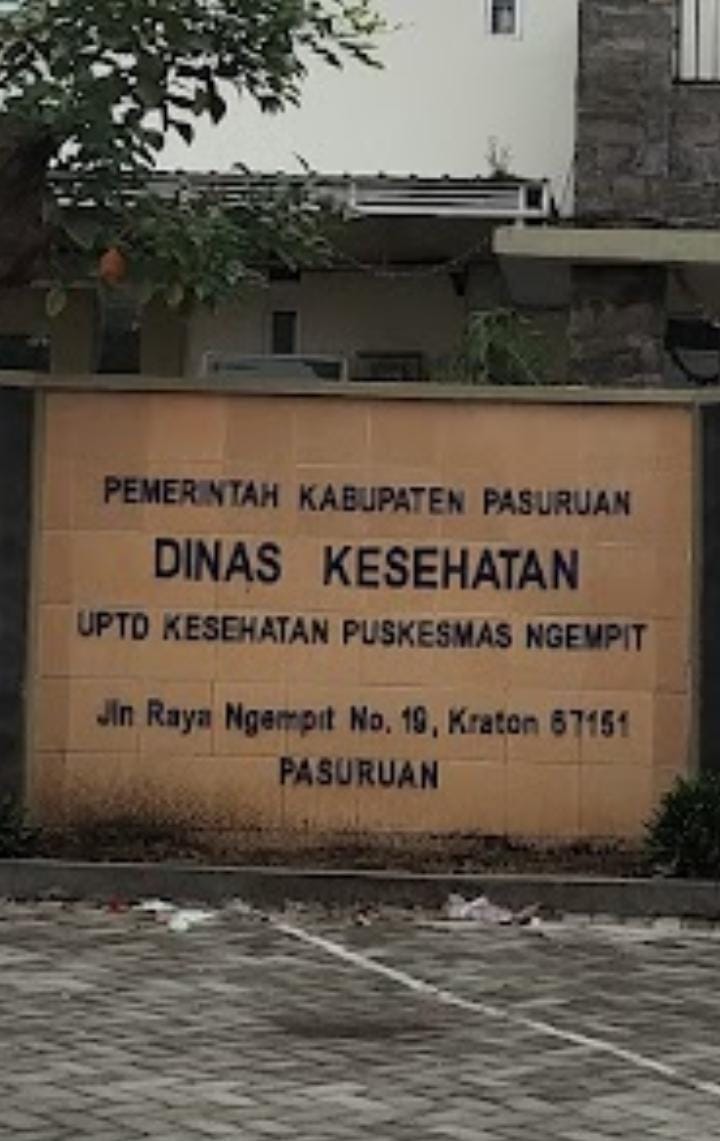 PEMERINTAH KABUPATEN PASURUAN
DINAS KESEHATAN
UPTD KESEHATAN PUSKESMAS NGEMPIT
Jln Raya Ngempit No. 19, Kraton 67151
PASURUAN